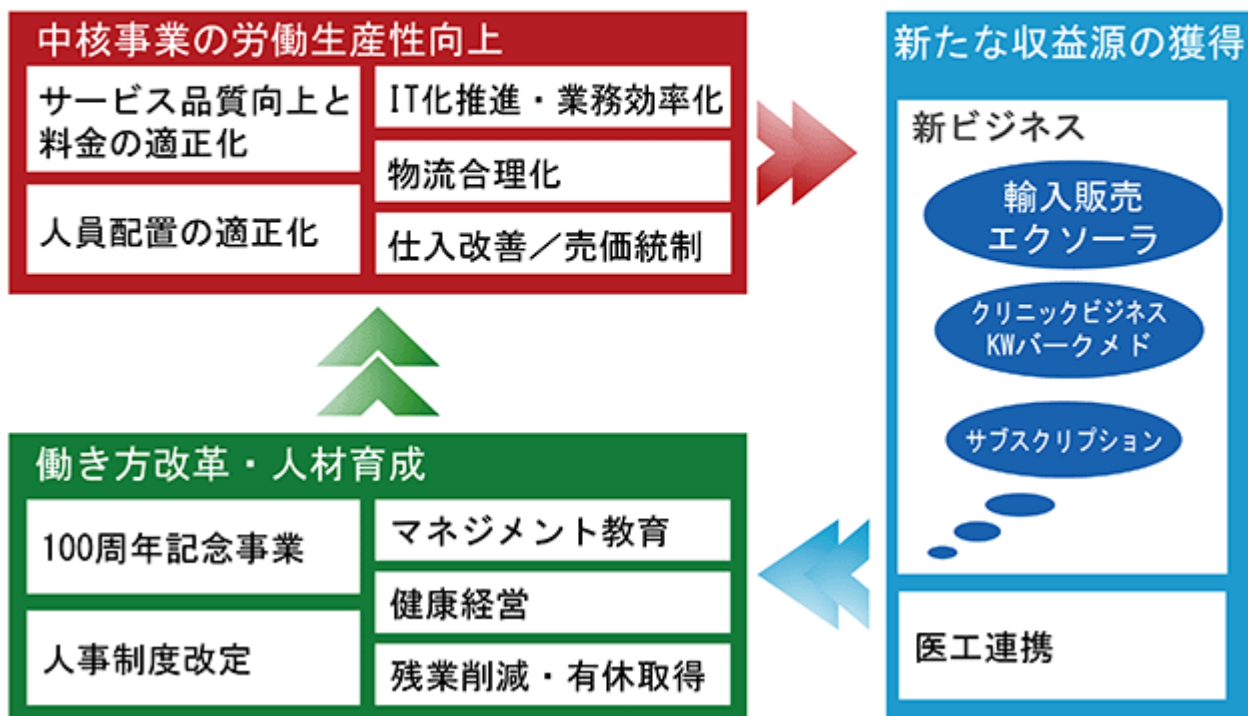 中核事業の労働生産性向上
サービス品質向上と
料金の適正化
人員配置の適正化
IT化推進・業務効率化
物流合理化
仕入改善／売価統制
新たな収益源の獲得
新ビジネス
輸入販売
エクソーラ
クリニックビジネス
KWバークメド
サブスクリプション
医工連携
働き方改革・人材育成
100周年記念事業
人事制度改定
マネジメント教育
健康経営
残業削減・有休取得